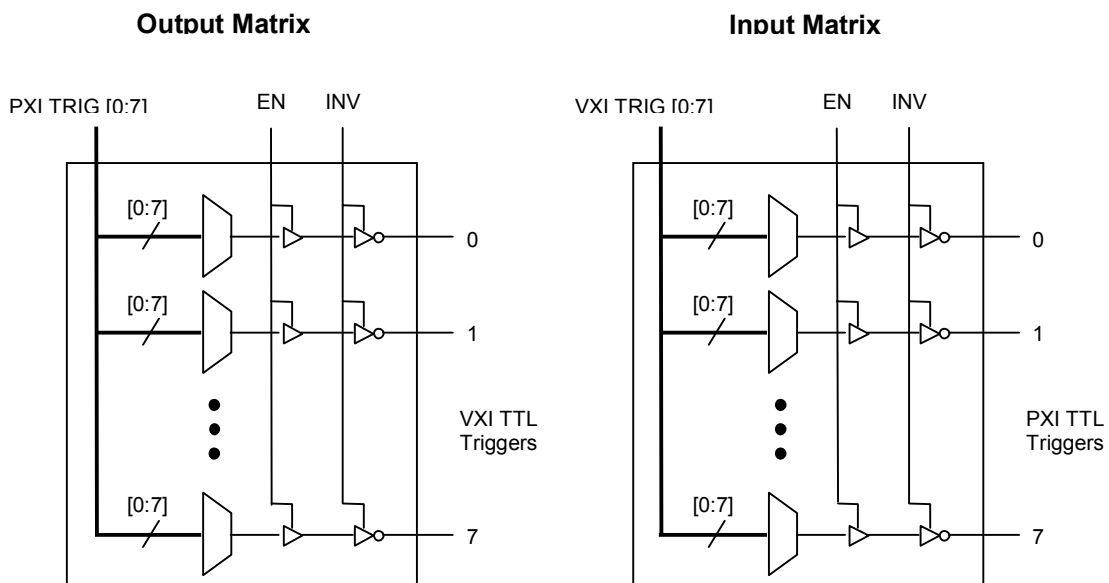 Output Matrix
PXI TRIG [0:7]
EN
INV
[0:7]
0
[0:7]
1
VXI TTL
Triggers
[0:7]
7
Input Matrix
VXI TRIG [0:7]
EN
INV
[0:7]
0
[0:7]
1
PXI TTL
Triggers
[0:7]
7